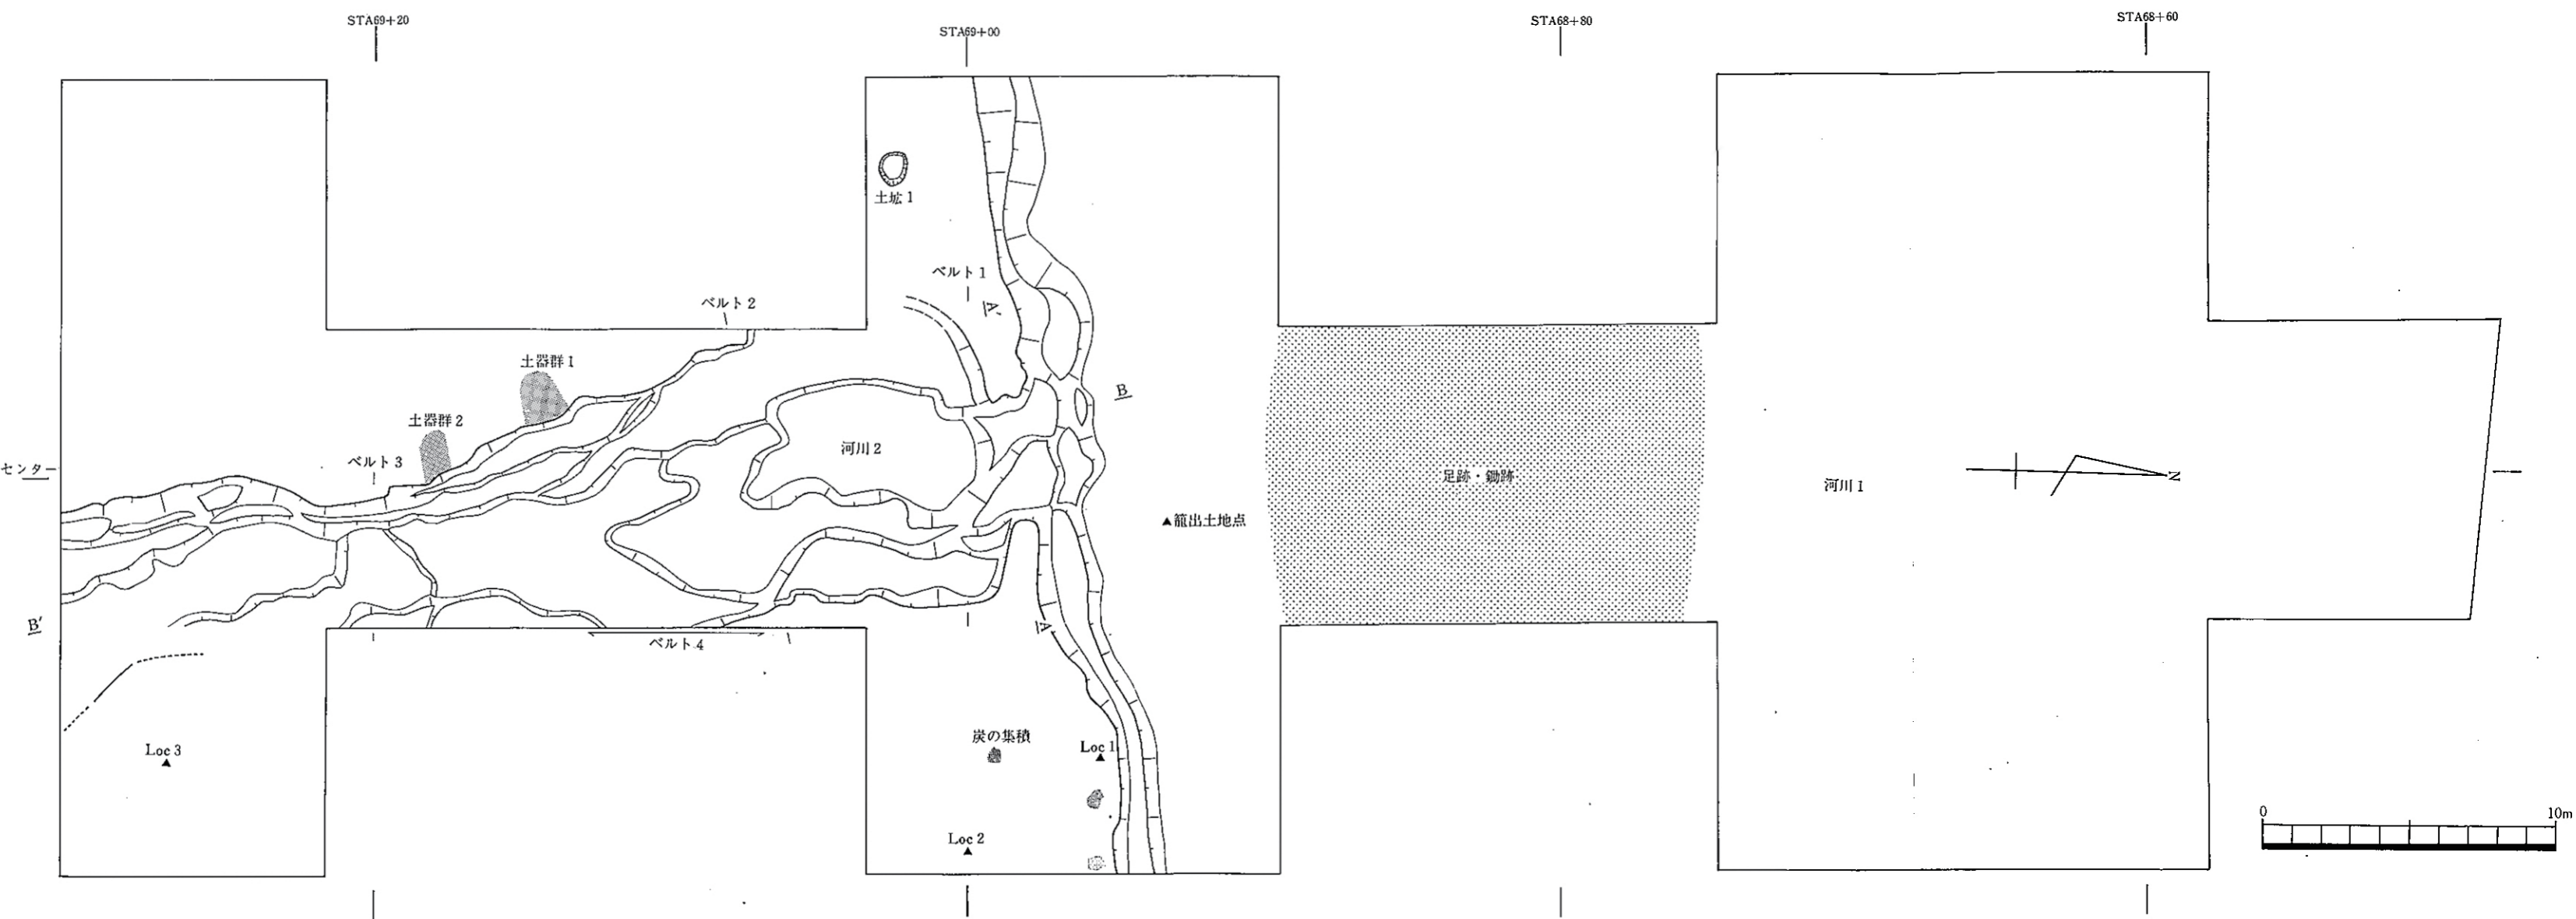 STA69+20
STA69+00
STA68+80
STA68+60
土坛1
ベルト1
A'
ベルト2
土器群1
土器群2
B
センター
ベルト3
河川2
足跡・鋤跡
河川1
N
▲籠出土地点
B'
A
ベルト4
炭の集積
Loc 1
Loc 3
Loc 2
0 10m